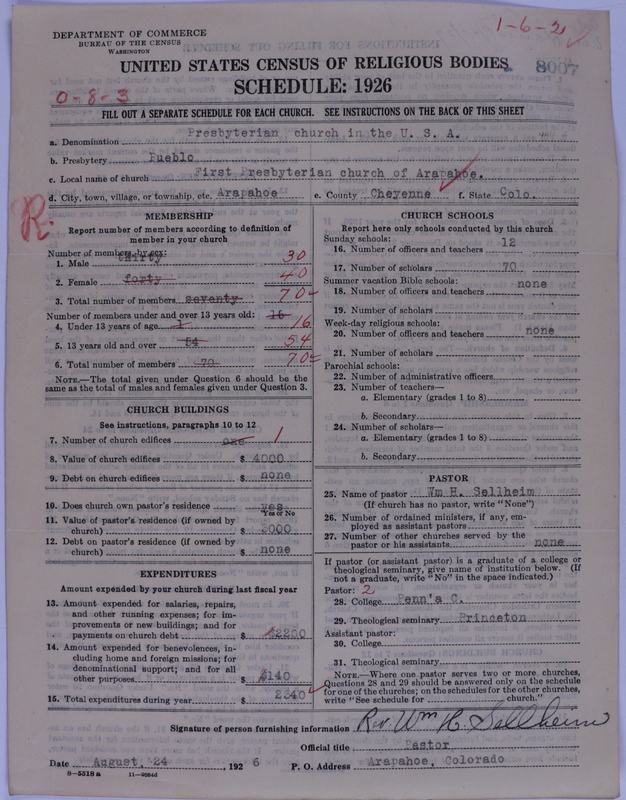 1-6-2
DEPARTMENT OF COMMERCE
BUREAU OF THE CENSUS
WASHINGTON
UNITED STATES CENSUS OF RELIGIOUS BODIES
8007
SCHEDULE: 1926
0-8-3
FILL OUT A SEPARATE SCHEDULE FOR EACH CHURCH. SEE INSTRUCTIONS ON THE BACK OF THIS SHEET
a. Denomination Presbyterian church in the U. S. A.
b. Presbytery Pueblo
c. Local name of church First Presbyterian church of Arapahoe.
d. City, town, village, or township, etc. Arapahoe e. County Cheyenne f. State Colo.
R.
MEMBERSHIP
Report number of members according to definition of
member in your church
Number of members by sex:
1. Male thirty 30
2. Female forty 40
3. Total number of members seventy 70
Number of members under and over 13 years old: 16
4. Under 13 years of age 1 16
5. 13 years old and over 54 54
6. Total number of members 70 70
NOTE.—The total given under Question 6 should be
the same as the total of males and females given under Question 3.
CHURCH BUILDINGS
See instructions, paragraphs 10 to 12
7. Number of church edifices one 1
8. Value of church edifices $ 4000
9. Debt on church edifices $ none
10. Does church own pastor's residence yes
Yes or No
11. Value of pastor's residence (if owned by
church) $ 3000
12. Debt on pastor's residence (if owned by
church) $ none
EXPENDITURES
Amount expended by your church during last fiscal year
13. Amount expended for salaries, repairs,
and other running expenses; for im-
provements or new buildings; and for
payments on church debt $ 2200
14. Amount expended for benevolences, in-
cluding home and foreign missions; for
denominational support; and for all
other purposes $ $140
15. Total expenditures during year $ 2340
CHURCH SCHOOLS
Report here only schools conducted by this church
Sunday schools:
16. Number of officers and teachers 12
17. Number of scholars 70
Summer vacation Bible schools:
18. Number of officers and teachers none
19. Number of scholars
Week-day religious schools:
20. Number of officers and teachers none
21. Number of scholars
Parochial schools:
22. Number of administrative officers
23. Number of teachers—
a. Elementary (grades 1 to 8)
b. Secondary
24. Number of scholars—
a. Elementary (grades 1 to 8)
b. Secondary
PASTOR
25. Name of pastor Wm H. Sellheim
(If church has no pastor, write "None")
26. Number of ordained ministers, if any, em-
ployed as assistant pastors
27. Number of other churches served by the
pastor or his assistants none
If pastor (or assistant pastor) is a graduate of a college or
theological seminary, give name of institution below. (If
not a graduate, write "No" in the space indicated.)
Pastor: 2
28. College Penn'a C.
29. Theological seminary Princeton
Assistant pastor:
30. College
31. Theological seminary
NOTE.—Where one pastor serves two or more churches,
Questions 28 and 29 should be answered only on the schedule
for one of the churches; on the schedules for the other churches,
write "See schedule for church."
Signature of person furnishing information Rev Wm H. Sellheim
Official title Pastor
Date August, 24 1926 P. O. Address Arapahoe, Colorado
8—5518 a 11—9084d